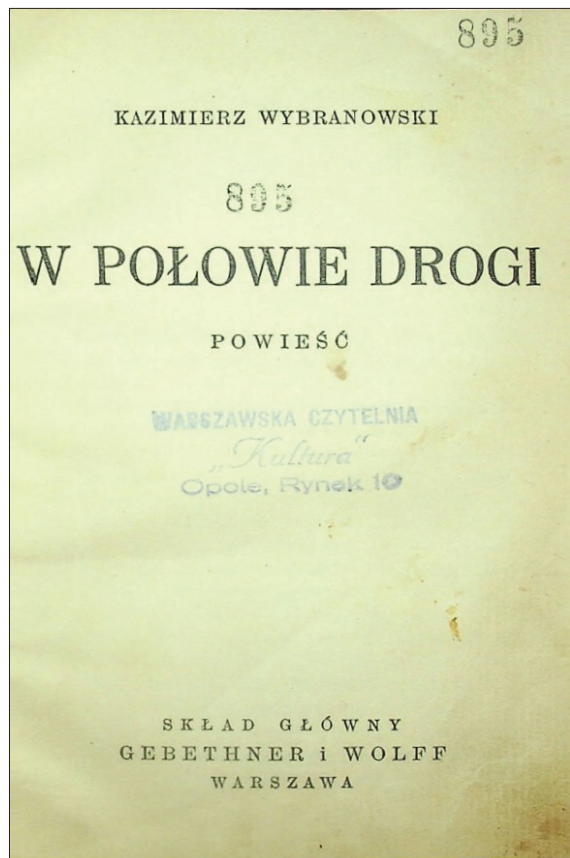 895
KAZIMIERZ WYBRANOWSKI
895
W POŁOWIE DROGI
POWIEŚĆ
WARSZAWSKA CZYTELNIA
„Kultura”
Opole, Rynek 10
SKŁAD GŁÓWNY
GEBETHNER i WOLFF
WARSZAWA